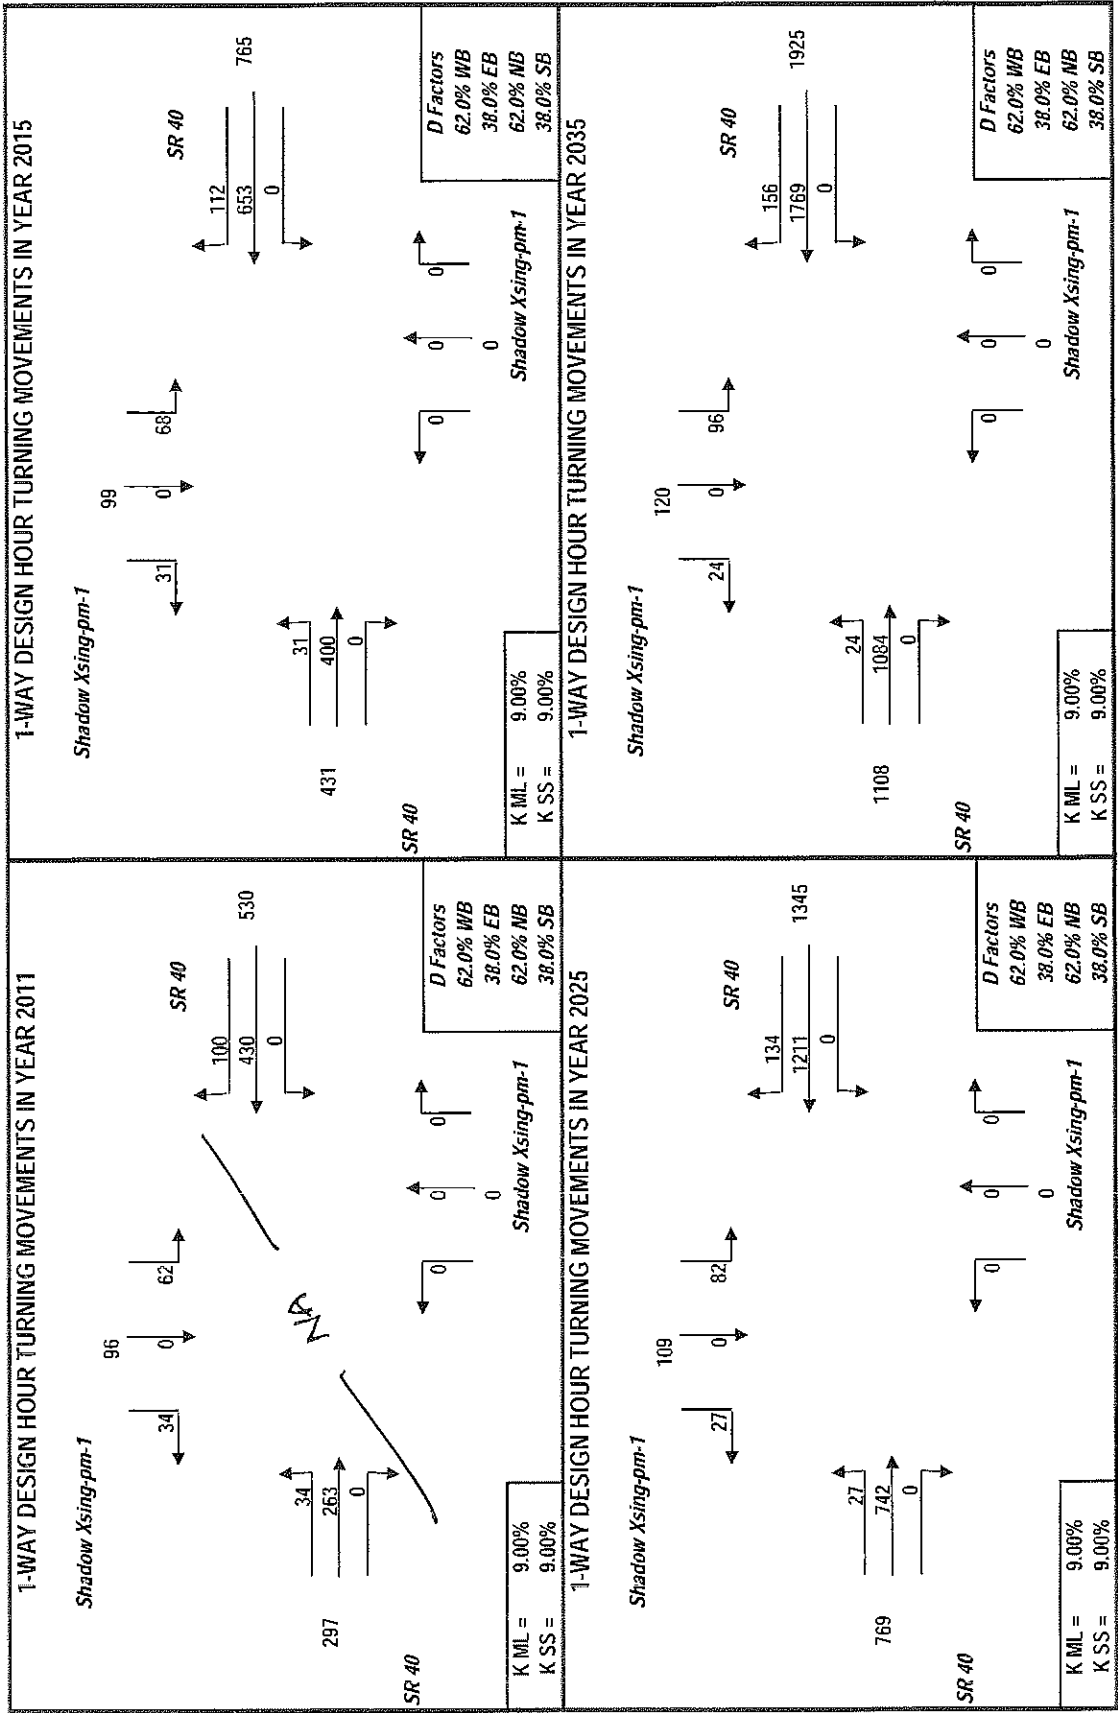 1-WAY DESIGN HOUR TURNING MOVEMENTS IN YEAR 2011
Shadow Xsing-pm-1
96
34
0
62
SR 40
100
430
0
530
297
34
263
0
NA
SR 40
0
0
0
0
Shadow Xsing-pm-1
K ML = 9.00%
K SS = 9.00%
D Factors
62.0% WB
38.0% EB
62.0% NB
38.0% SB
1-WAY DESIGN HOUR TURNING MOVEMENTS IN YEAR 2015
Shadow Xsing-pm-1
99
31
0
68
SR 40
112
653
0
765
431
31
400
0
SR 40
0
0
0
0
Shadow Xsing-pm-1
K ML = 9.00%
K SS = 9.00%
D Factors
62.0% WB
38.0% EB
62.0% NB
38.0% SB
1-WAY DESIGN HOUR TURNING MOVEMENTS IN YEAR 2025
Shadow Xsing-pm-1
109
27
0
82
SR 40
134
1211
0
1345
769
27
742
0
SR 40
0
0
0
0
Shadow Xsing-pm-1
K ML = 9.00%
K SS = 9.00%
D Factors
62.0% WB
38.0% EB
62.0% NB
38.0% SB
1-WAY DESIGN HOUR TURNING MOVEMENTS IN YEAR 2035
Shadow Xsing-pm-1
120
24
0
96
SR 40
156
1769
0
1925
1108
24
1084
0
SR 40
0
0
0
0
Shadow Xsing-pm-1
K ML = 9.00%
K SS = 9.00%
D Factors
62.0% WB
38.0% EB
62.0% NB
38.0% SB